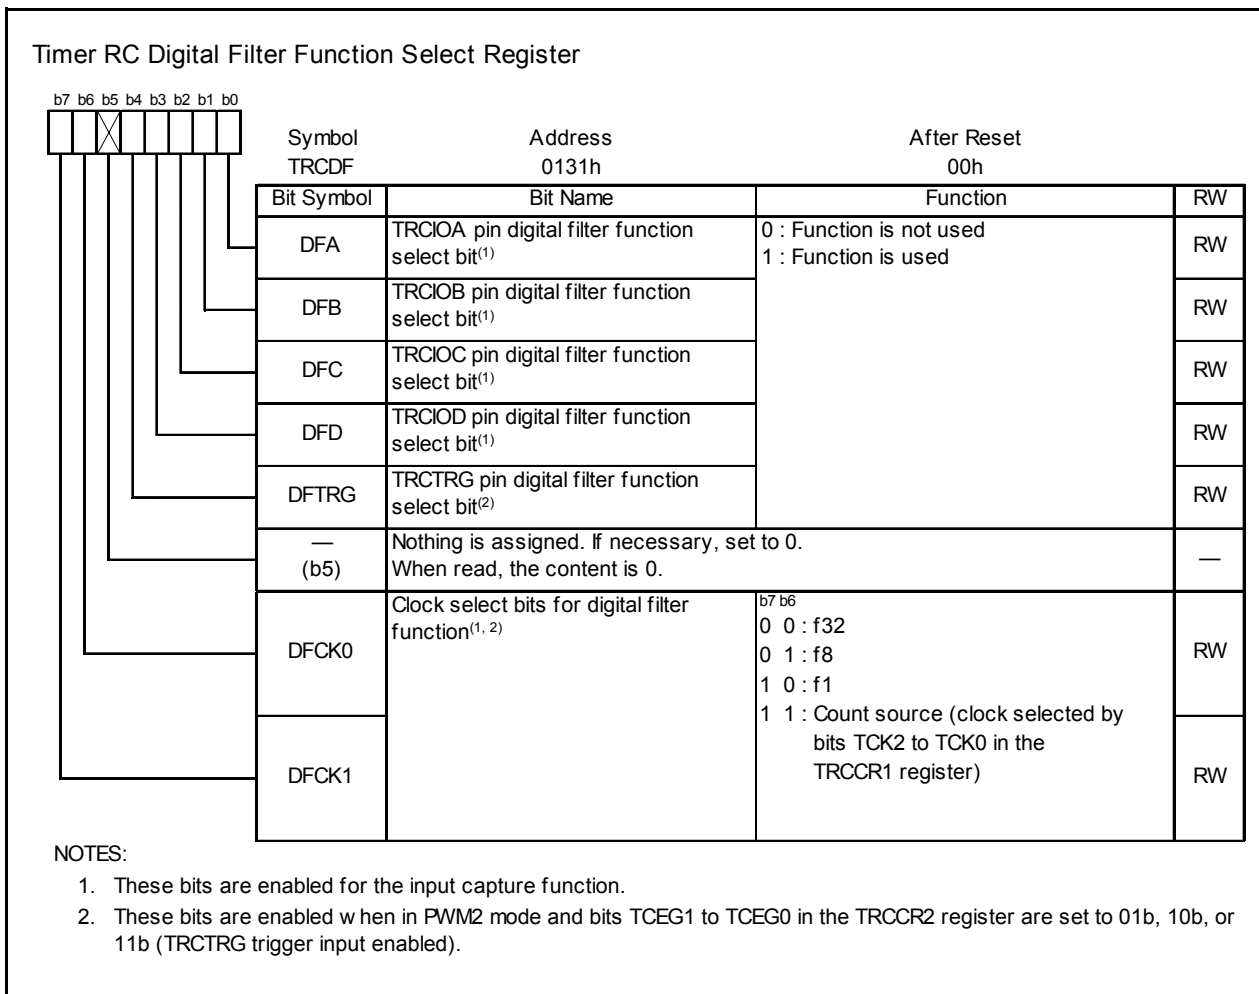 Timer RC Digital Filter Function Select Register
b7 b6 b5 b4 b3 b2 b1 b0
Symbol Address After Reset
TRCDF 0131h 00h
Bit Symbol Bit Name Function RW
DFA TRCIOA pin digital filter function select bit(1) 0 : Function is not used
1 : Function is used RW
DFB TRCIOB pin digital filter function
select bit(1) RW
DFC TRCIOC pin digital filter function
select bit(1) RW
DFD TRCIOD pin digital filter function
select bit(1) RW
DFTRG TRCTRG pin digital filter function
select bit(2) RW
— Nothing is assigned. If necessary, set to 0.
(b5) When read, the content is 0. —
DFCK0 Clock select bits for digital filter
function(1, 2) RW
b7 b6
0 0 : f32
0 1 : f8
1 0 : f1
1 1 : Count source (clock selected by
bits TCK2 to TCK0 in the
TRCCR1 register)
DFCK1 RW
NOTES:
1. These bits are enabled for the input capture function.
2. These bits are enabled w hen in PWM2 mode and bits TCEG1 to TCEG0 in the TRCCR2 register are set to 01b, 10b, or
11b (TRCTRG trigger input enabled).